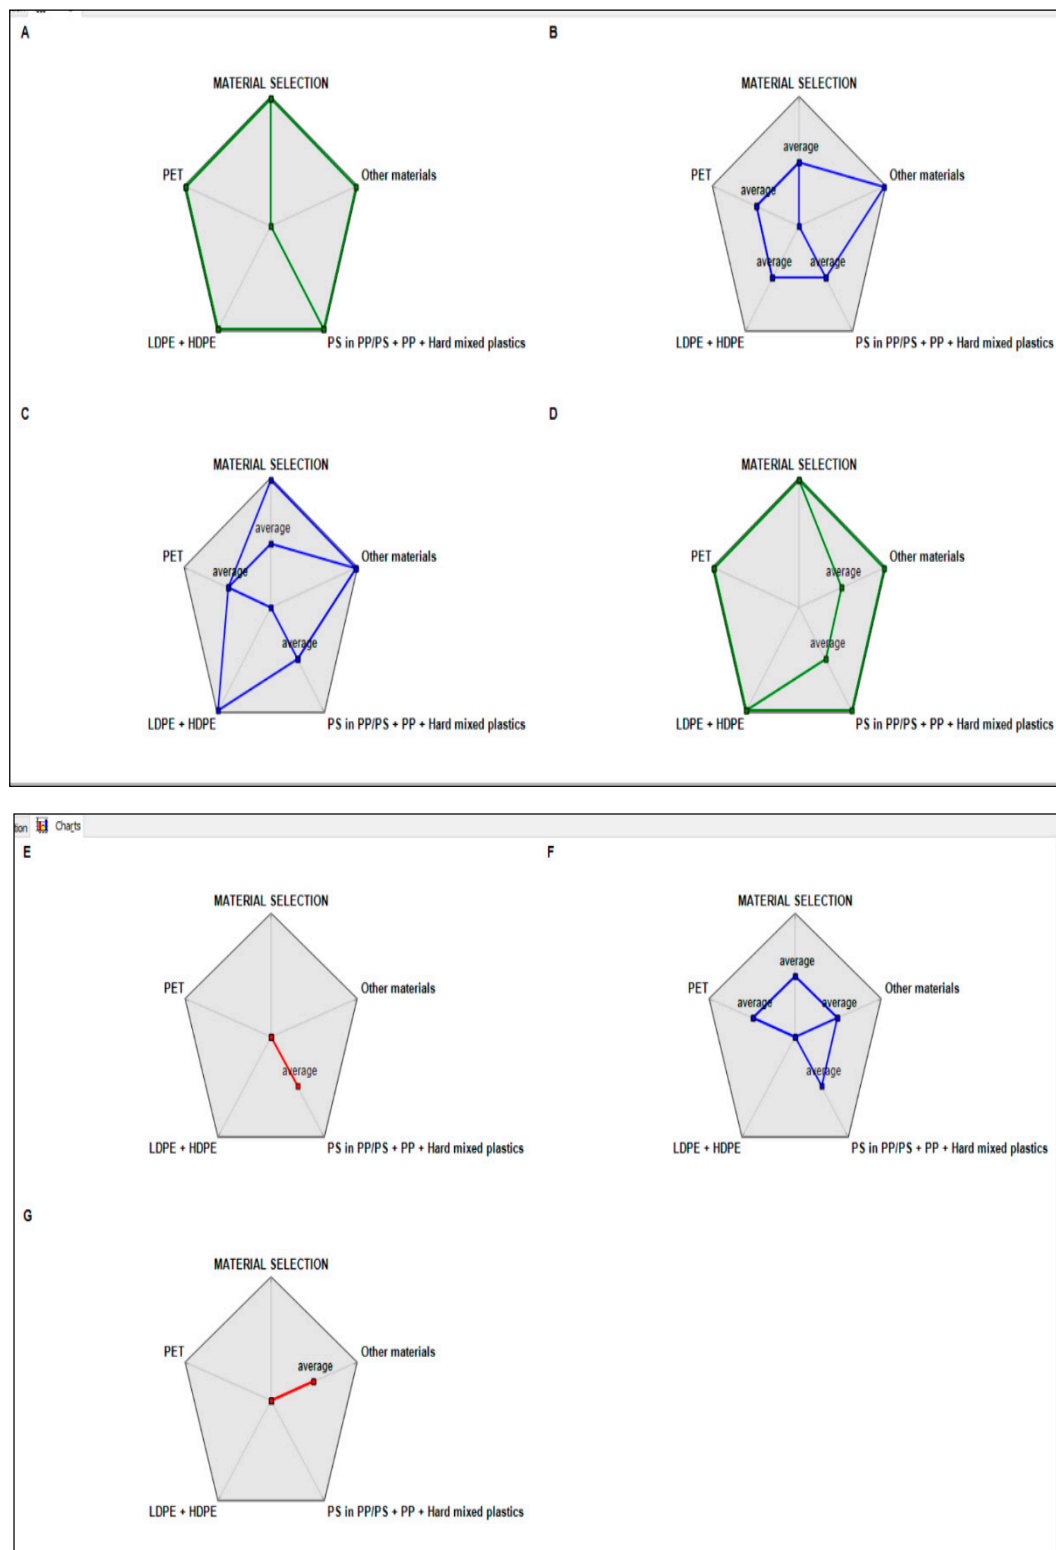 A
B
MATERIAL SELECTION
MATERIAL SELECTION
average
PET
Other materials
PET
average
Other materials
average
average
LDPE + HDPE
PS in PP/PS + PP + Hard mixed plastics
LDPE + HDPE
PS in PP/PS + PP + Hard mixed plastics
C
D
MATERIAL SELECTION
MATERIAL SELECTION
average
PET
average
Other materials
PET
average
Other materials
average
average
LDPE + HDPE
PS in PP/PS + PP + Hard mixed plastics
LDPE + HDPE
PS in PP/PS + PP + Hard mixed plastics
tion
Charts
E
F
MATERIAL SELECTION
MATERIAL SELECTION
average
PET
Other materials
PET
average
average
Other materials
average
average
LDPE + HDPE
PS in PP/PS + PP + Hard mixed plastics
LDPE + HDPE
PS in PP/PS + PP + Hard mixed plastics
G
MATERIAL SELECTION
PET
average
Other materials
LDPE + HDPE
PS in PP/PS + PP + Hard mixed plastics